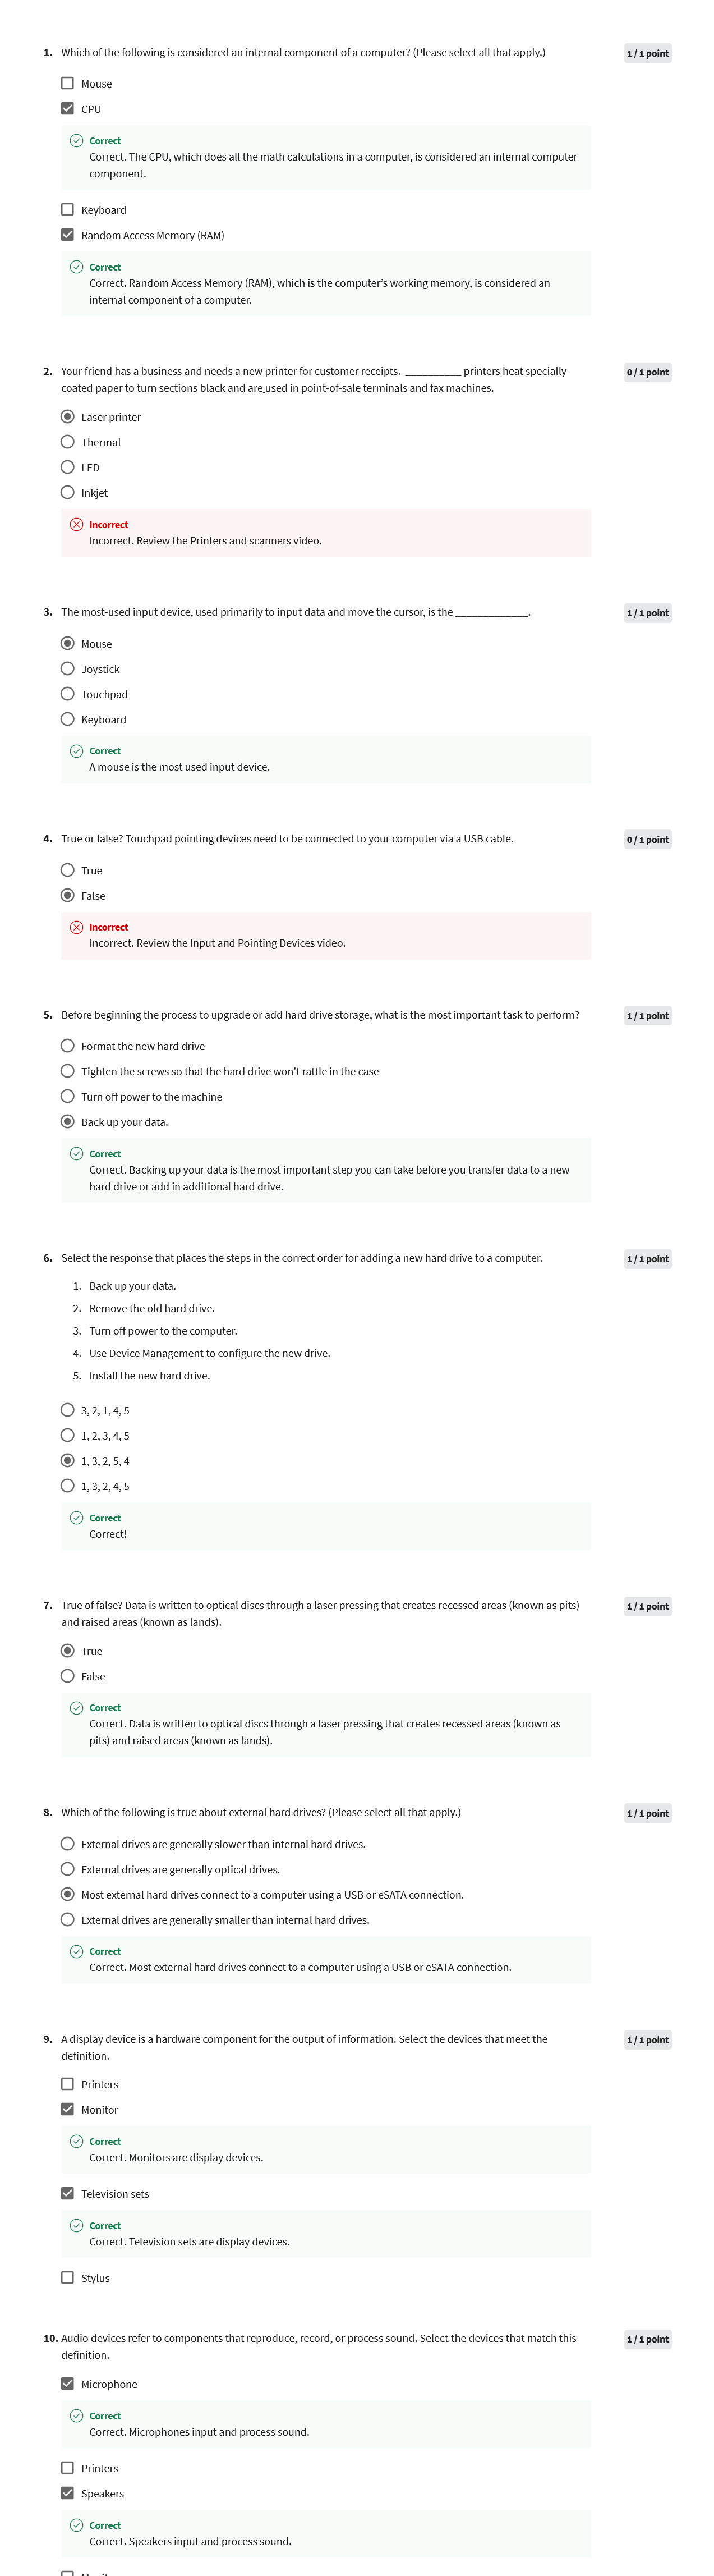 1. Which of the following is considered an internal component of a computer? (Please select all that apply.)
1 / 1 point
Mouse
CPU
Correct
Correct. The CPU, which does all the math calculations in a computer, is considered an internal computer
component.
Keyboard
Random Access Memory (RAM)
Correct
Correct. Random Access Memory (RAM), which is the computer’s working memory, is considered an
internal component of a computer.
2. Your friend has a business and needs a new printer for customer receipts. __________ printers heat specially
coated paper to turn sections black and are used in point-of-sale terminals and fax machines.
0 / 1 point
Laser printer
Thermal
LED
Inkjet
Incorrect
Incorrect. Review the Printers and scanners video.
3. The most-used input device, used primarily to input data and move the cursor, is the _____________.
1 / 1 point
Mouse
Joystick
Touchpad
Keyboard
Correct
A mouse is the most used input device.
4. True or false? Touchpad pointing devices need to be connected to your computer via a USB cable.
0 / 1 point
True
False
Incorrect
Incorrect. Review the Input and Pointing Devices video.
5. Before beginning the process to upgrade or add hard drive storage, what is the most important task to perform?
1 / 1 point
Format the new hard drive
Tighten the screws so that the hard drive won't rattle in the case
Turn off power to the machine
Back up your data.
Correct
Correct. Backing up your data is the most important step you can take before you transfer data to a new
hard drive or add in additional hard drive.
6. Select the response that places the steps in the correct order for adding a new hard drive to a computer.
1 / 1 point
1. Back up your data.
2. Remove the old hard drive.
3. Turn off power to the computer.
4. Use Device Management to configure the new drive.
5. Install the new hard drive.
3, 2, 1, 4, 5
1, 2, 3, 4, 5
1, 3, 2, 5, 4
1, 3, 2, 4, 5
Correct
Correct!
7. True of false? Data is written to optical discs through a laser pressing that creates recessed areas (known as pits)
and raised areas (known as lands).
1 / 1 point
True
False
Correct
Correct. Data is written to optical discs through a laser pressing that creates recessed areas (known as
pits) and raised areas (known as lands).
8. Which of the following is true about external hard drives? (Please select all that apply.)
1 / 1 point
External drives are generally slower than internal hard drives.
External drives are generally optical drives.
Most external hard drives connect to a computer using a USB or eSATA connection.
External drives are generally smaller than internal hard drives.
Correct
Correct. Most external hard drives connect to a computer using a USB or eSATA connection.
9. A display device is a hardware component for the output of information. Select the devices that meet the
definition.
1 / 1 point
Printers
Monitor
Correct
Correct. Monitors are display devices.
Television sets
Correct
Correct. Television sets are display devices.
Stylus
10. Audio devices refer to components that reproduce, record, or process sound. Select the devices that match this
definition.
1 / 1 point
Microphone
Correct
Correct. Microphones input and process sound.
Printers
Speakers
Correct
Correct. Speakers input and process sound.